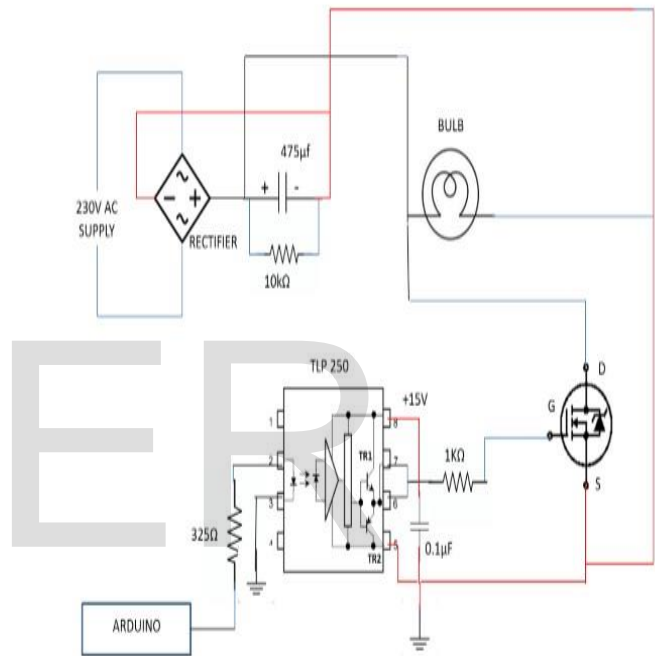 BULB
475µf
+ -
~
- +
~
230V AC
SUPPLY
RECTIFIER
10kΩ
ER
TLP 250
D
+15V
G
1
8
TR1
1KΩ
2
7
S
3
6
325Ω
0.1µF
4
5
TR2
ARDUINO